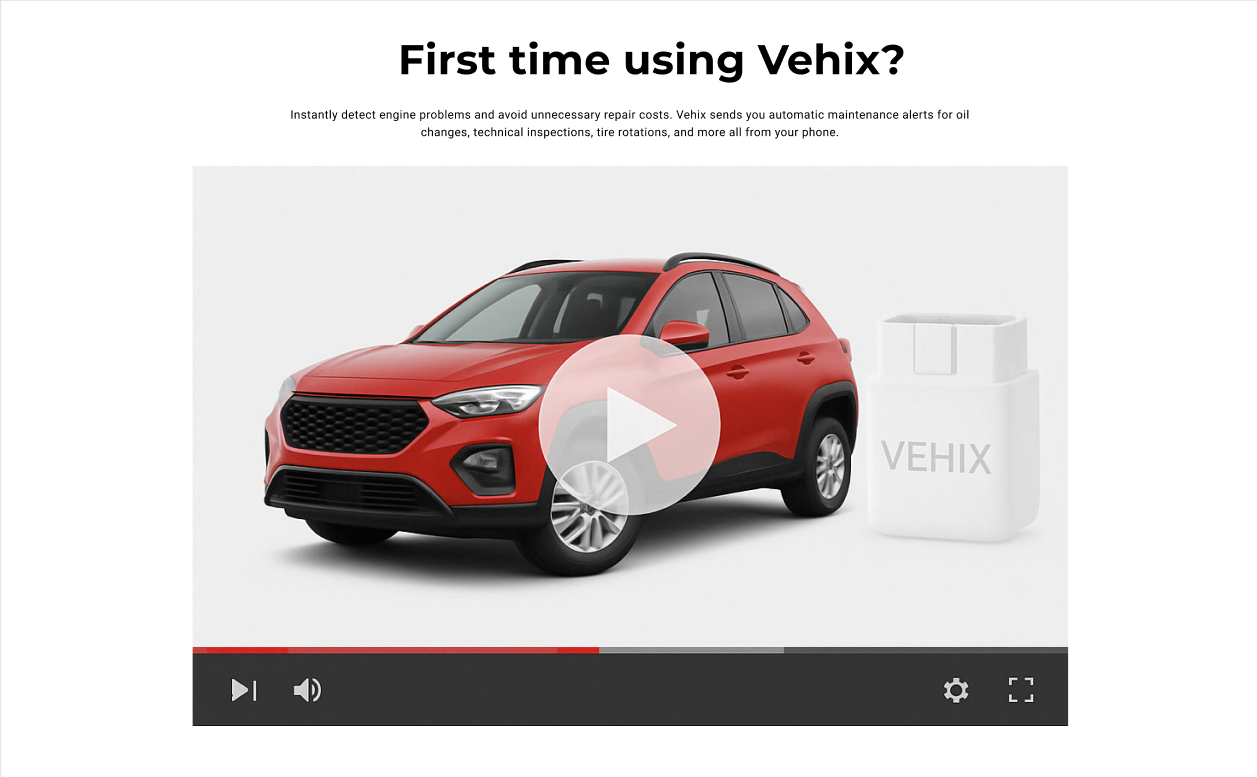 First time using Vehix?
Instantly detect engine problems and avoid unnecessary repair costs. Vehix sends you automatic maintenance alerts for oil
changes, technical inspections, tire rotations, and more all from your phone.
VEHIX